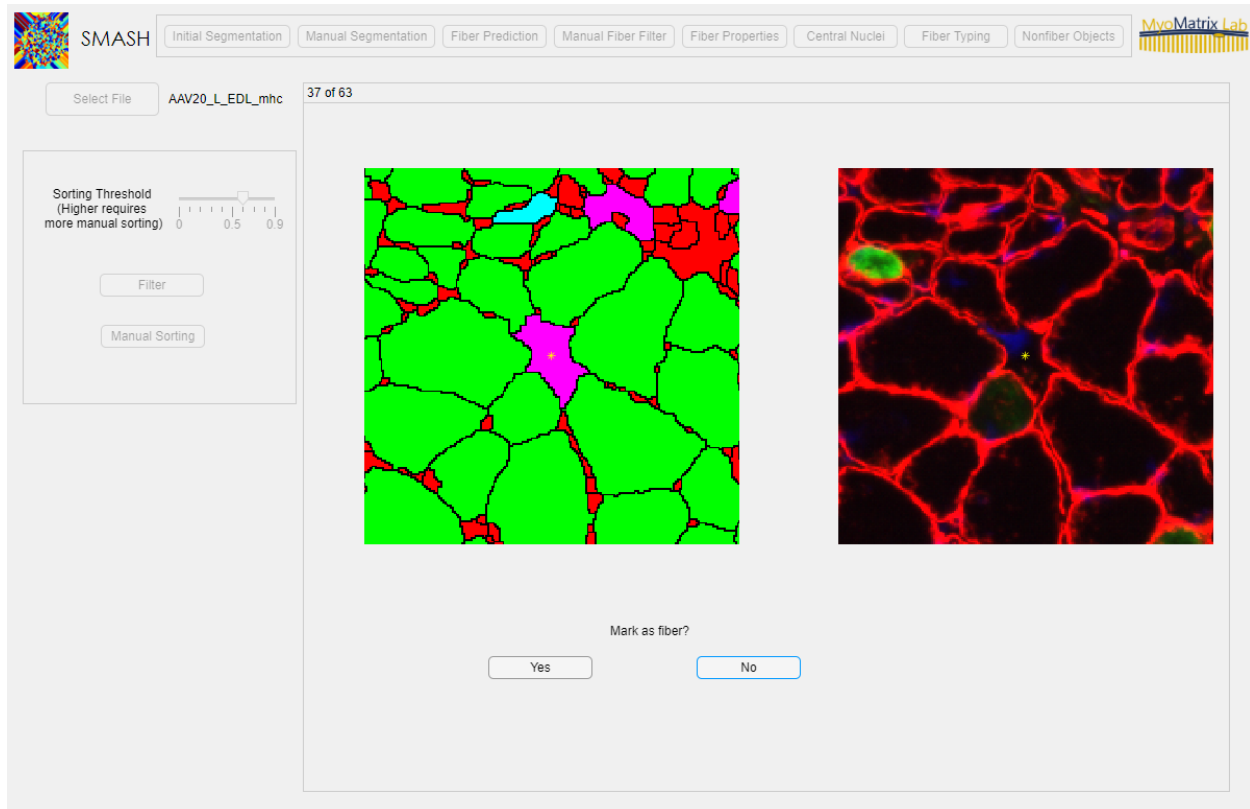 SMASH
Initial Segmentation
Manual Segmentation
Fiber Prediction
Manual Fiber Filter
Fiber Properties
Central Nuclei
Fiber Typing
Nonfiber Objects
MyoMatrix Lab
Select File
AAV20_L_EDL_mhc
37 of 63
Sorting Threshold
(Higher requires
more manual sorting)
0 0.5 0.9
Filter
Manual Sorting
Mark as fiber?
Yes
No